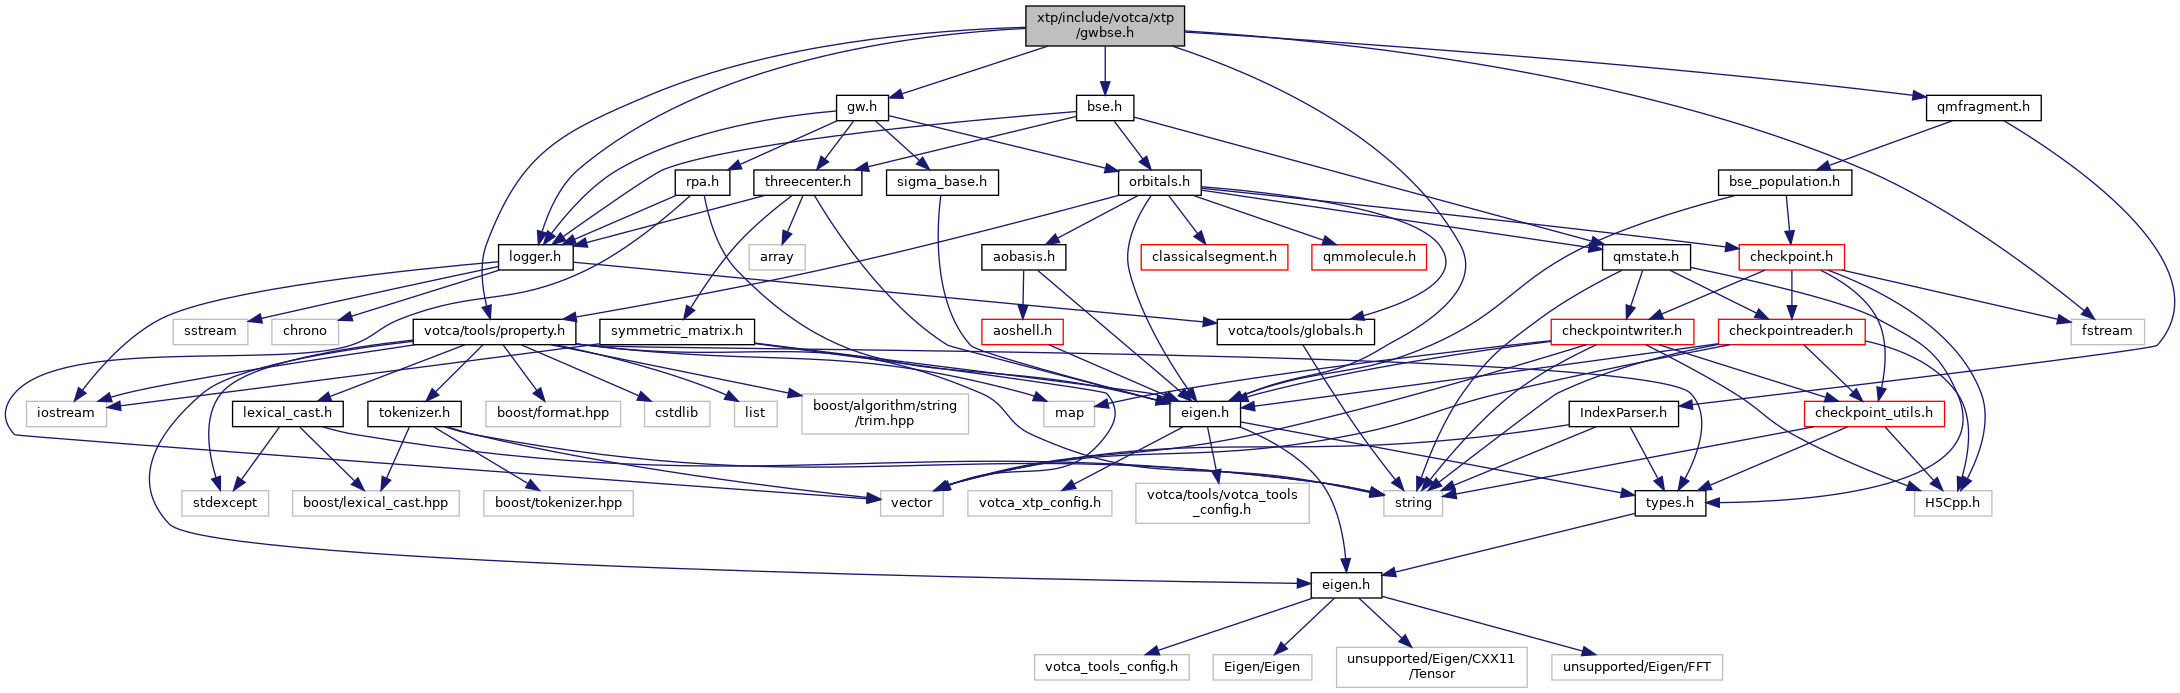 xtp/include/votca/xtp
/gwbse.h
gw.h
bse.h
qmfragment.h
rpa.h
threecenter.h
sigma_base.h
orbitals.h
bse_population.h
logger.h
array
aobasis.h
classicalsegment.h
qmmolecule.h
qmstate.h
checkpoint.h
sstream
chrono
votca/tools/property.h
symmetric_matrix.h
aoshell.h
votca/tools/globals.h
checkpointwriter.h
checkpointreader.h
fstream
iostream
lexical_cast.h
tokenizer.h
boost/format.hpp
cstdlib
list
boost/algorithm/string
/trim.hpp
map
eigen.h
IndexParser.h
checkpoint_utils.h
stdexcept
boost/lexical_cast.hpp
boost/tokenizer.hpp
vector
votca_xtp_config.h
votca/tools/votca_tools
_config.h
string
types.h
H5Cpp.h
eigen.h
votca_tools_config.h
Eigen/Eigen
unsupported/Eigen/CXX11
/Tensor
unsupported/Eigen/FFT